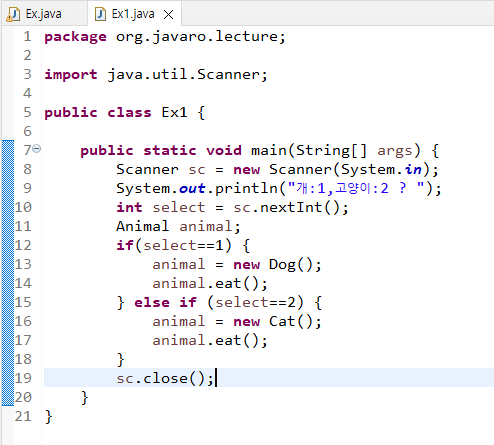 Ex.java Ex1.java
1 package org.javaro.lecture;
2
3 import java.util.Scanner;
4
5 public class Ex1 {
6
7 public static void main(String[] args) {
8 Scanner sc = new Scanner(System.in);
9 System.out.println("개:1,고양이:2 ? ");
10 int select = sc.nextInt();
11 Animal animal;
12 if(select==1) {
13 animal = new Dog();
14 animal.eat();
15 } else if (select==2) {
16 animal = new Cat();
17 animal.eat();
18 }
19 sc.close();
20 }
21 }